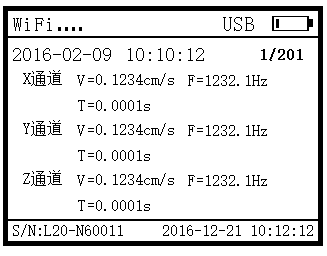 WiFi.... USB
2016-02-09 10:10:12 1/201
X通道 V=0.1234cm/s F=1232.1Hz
T=0.0001s
Y通道 V=0.1234cm/s F=1232.1Hz
T=0.0001s
Z通道 V=0.1234cm/s F=1232.1Hz
T=0.0001s
S/N:L20-N60011 2016-12-21 10:12:12